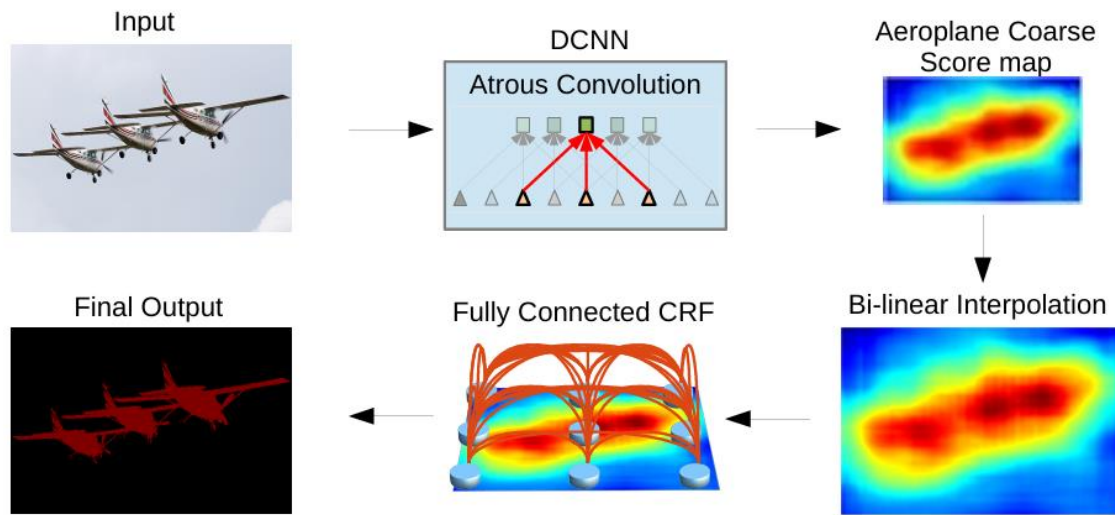 Input
DCNN
Atrous Convolution
Aeroplane Coarse
Score map
Final Output
Fully Connected CRF
Bi-linear Interpolation